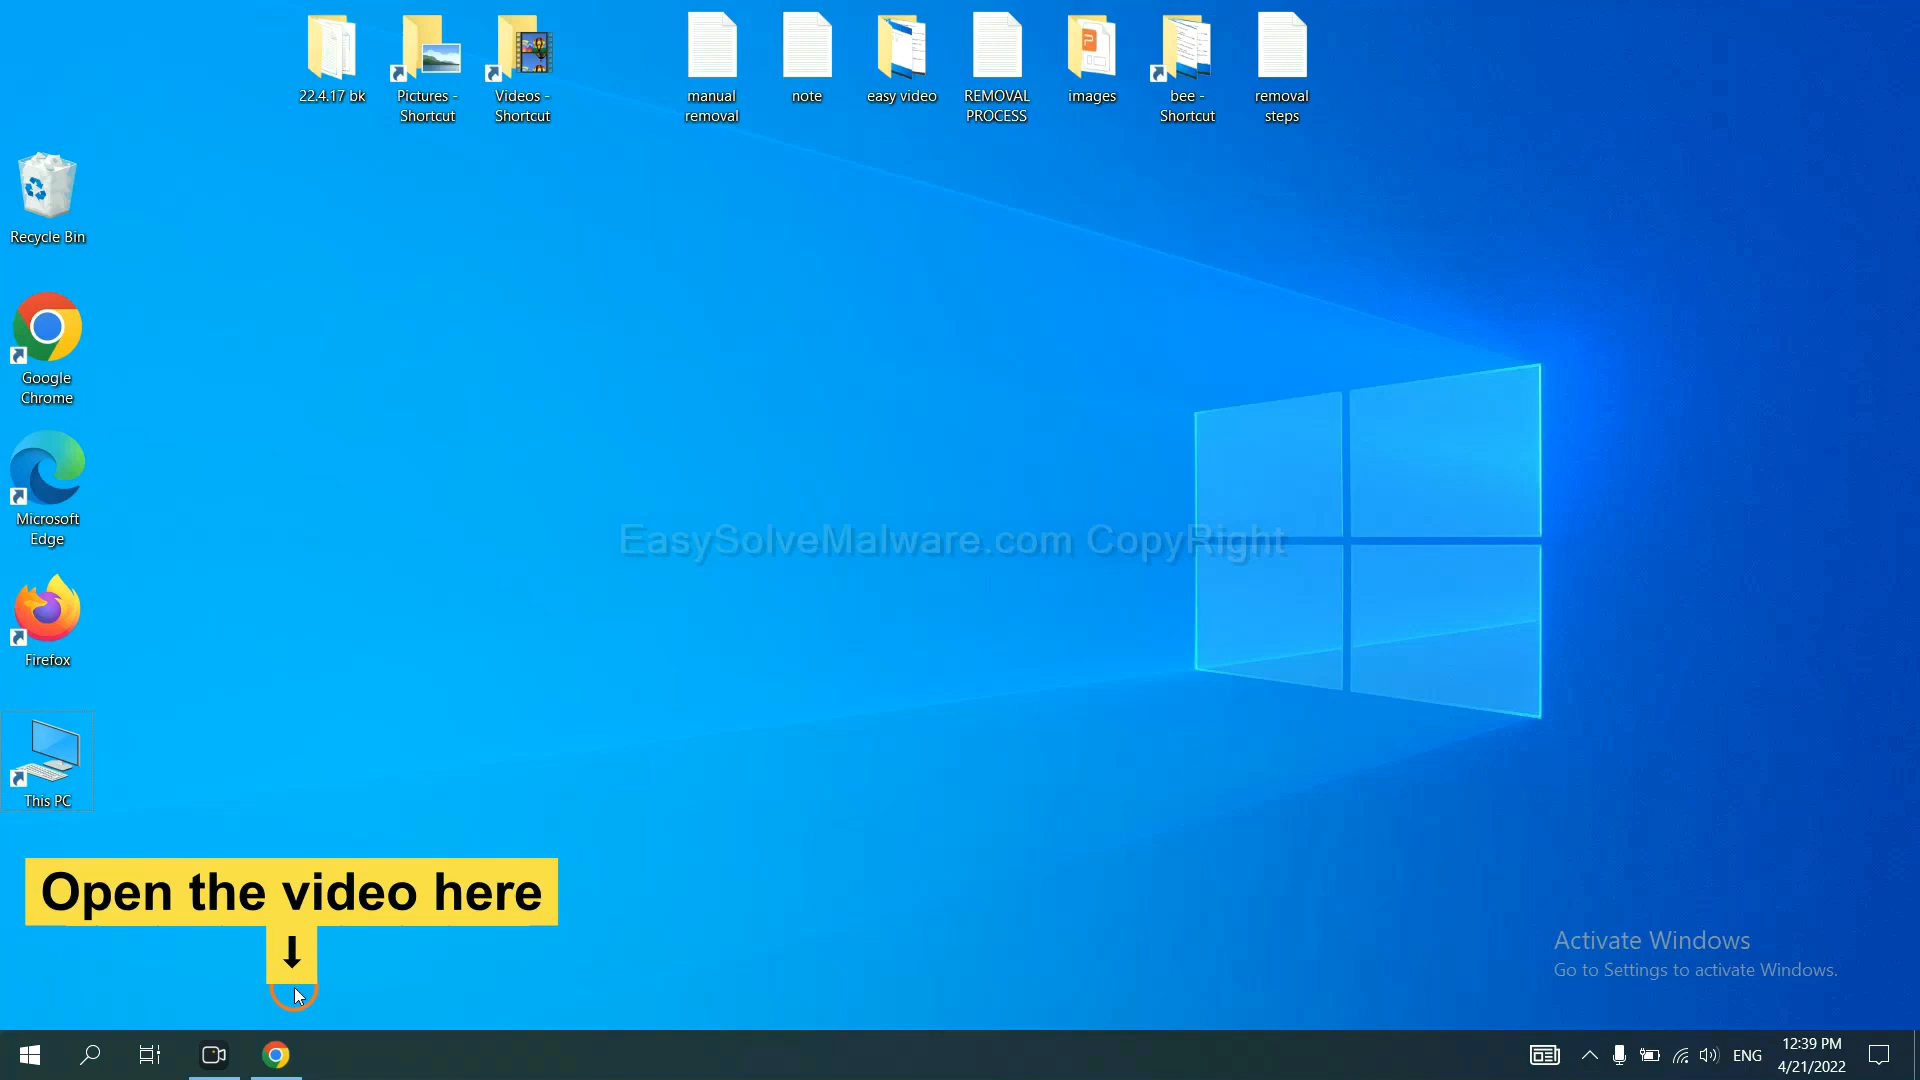 22.4.17 bk
Pictures -
Shortcut
Videos -
Shortcut
manual
removal
note
easy video
REMOVAL
PROCESS
images
bee -
Shortcut
removal
steps
Recycle Bin
Google
Chrome
Microsoft
Edge
Firefox
This PC
EasySolveMalware.com CopyRight
Open the video here
Activate Windows
Go to Settings to activate Windows.
ENG
12:39 PM
4/21/2022